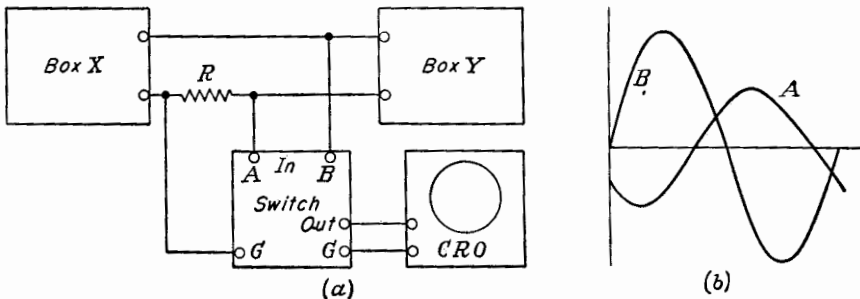 Box X
R
Box Y
A In B
Switch
Out
G G
CRO
(a)
B
A
(b)